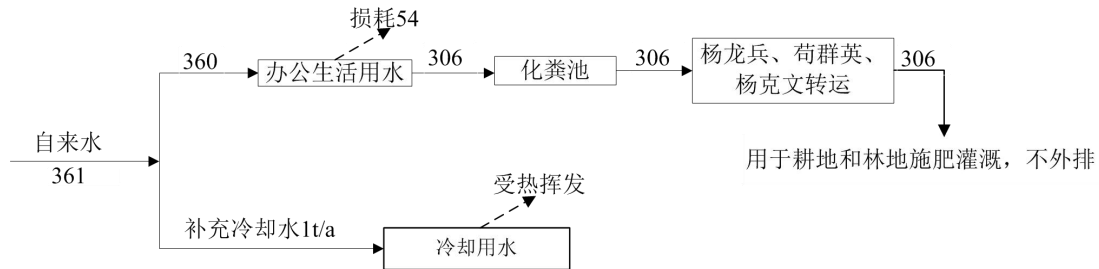 损耗54
360
办公生活用水
306
化粪池
306
杨龙兵、苟群英、
杨克文转运
306
自来水
361
用于耕地和林地施肥灌溉，不外排
受热挥发
补充冷却水1t/a
冷却用水